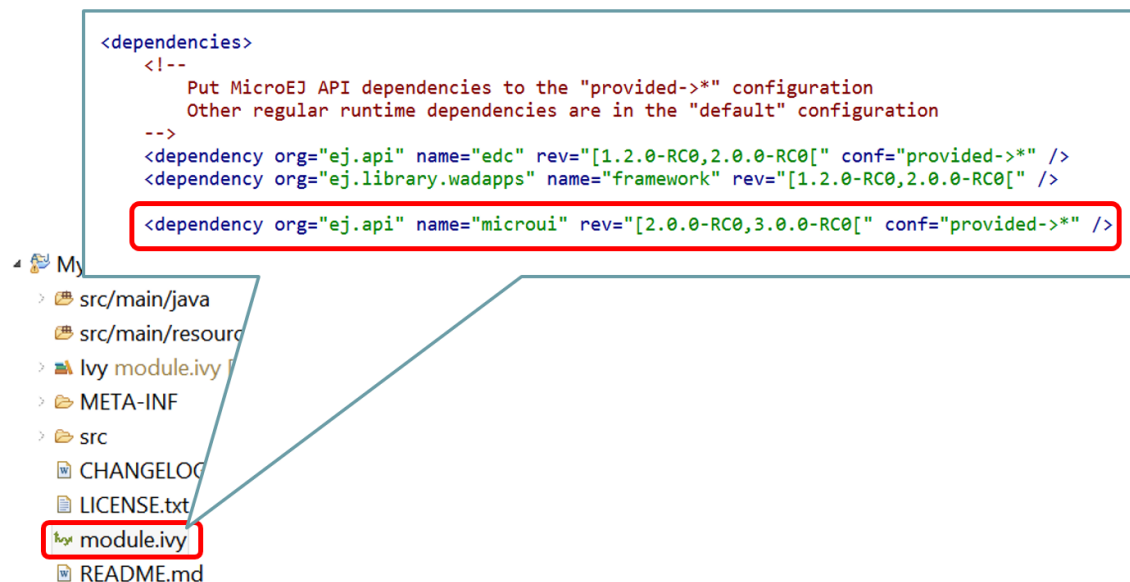 <dependencies>
<!--
Put MicroEJ API dependencies to the "provided->*" configuration
Other regular runtime dependencies are in the "default" configuration
-->
<dependency org="ej.api" name="edc" rev="[1.2.0-RC0,2.0.0-RC0[" conf="provided->*" />
<dependency org="ej.library.wadapps" name="framework" rev="[1.2.0-RC0,2.0.0-RC0[" />
<dependency org="ej.api" name="microui" rev="[2.0.0-RC0,3.0.0-RC0[" conf="provided->*" />
My
src/main/java
src/main/resourc
Ivy module.ivy [
META-INF
src
CHANGELOG
LICENSE.txt
module.ivy
README.md